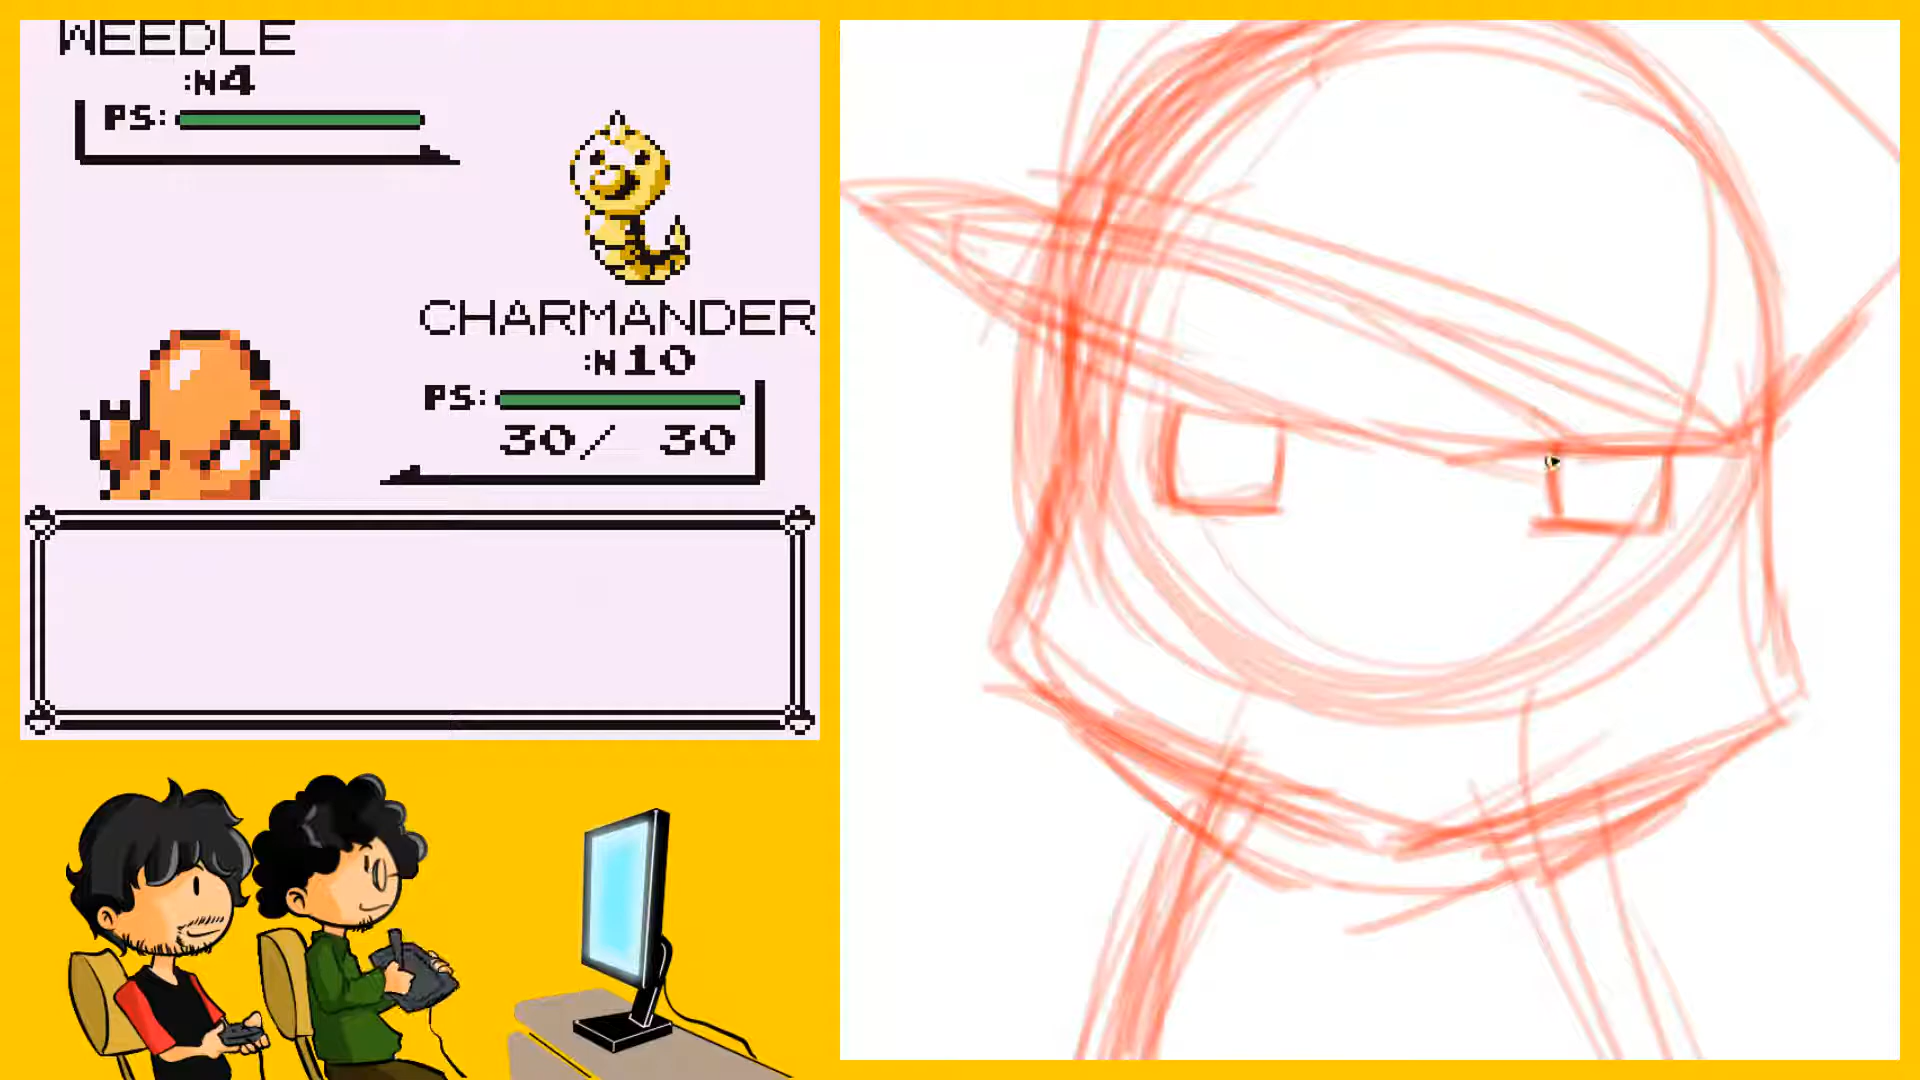 WEEDLE
:N4
PS:
CHARMANDER
:N10
PS:
30/ 30